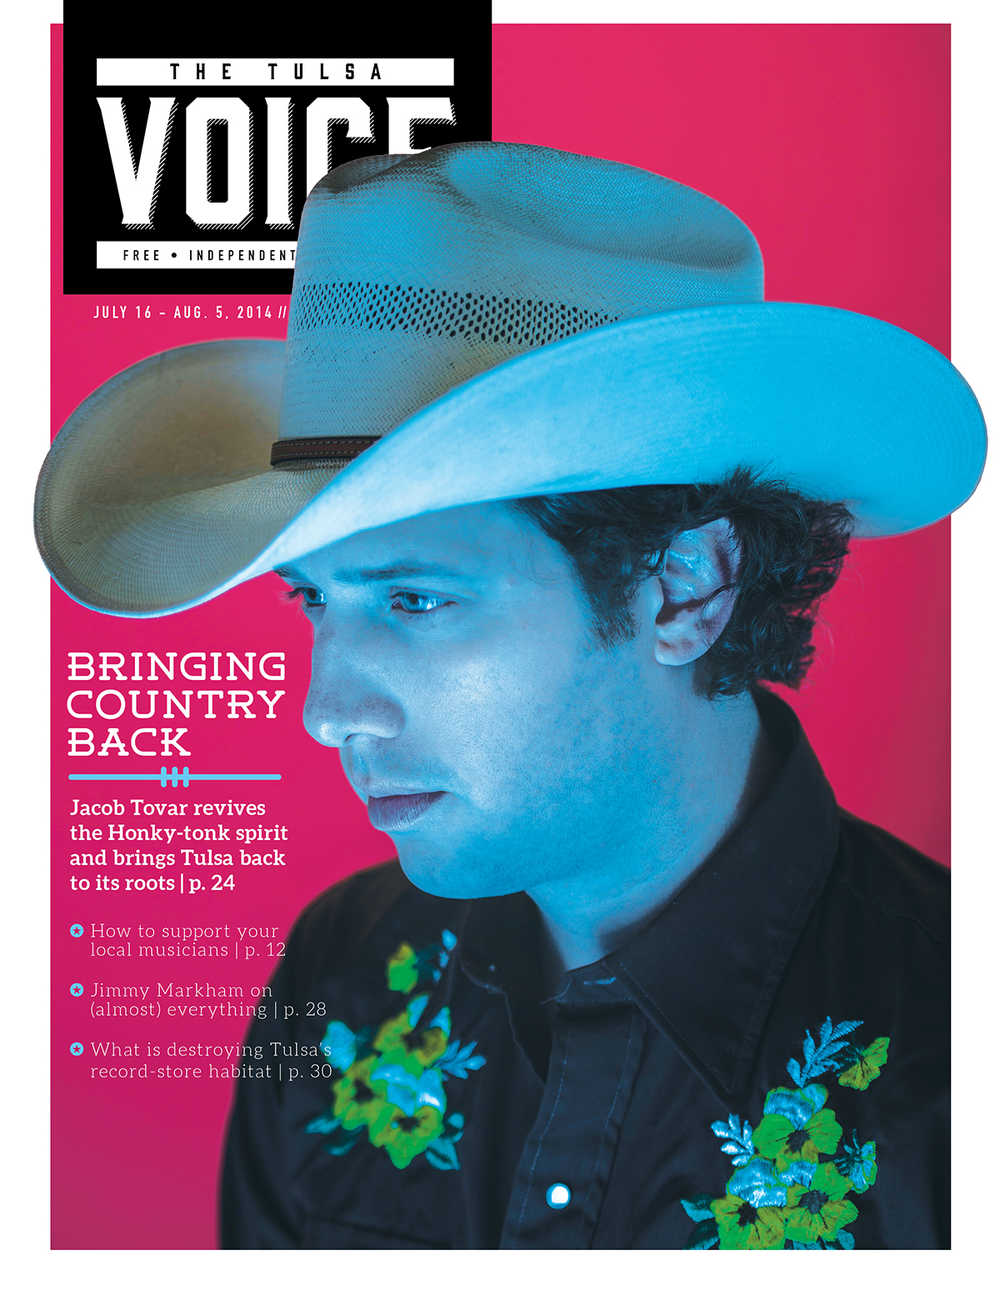 THE TULSA
VOICE
FREE • INDEPENDENT
JULY 16 – AUG. 5, 2014 //
BRINGING
COUNTRY
BACK
Jacob Tovar revives
the Honky-tonk spirit
and brings Tulsa back
to its roots | p. 24
How to support your
local musicians | p. 12
Jimmy Markham on
(almost) everything | p. 28
What is destroying Tulsa's
record-store habitat | p. 30